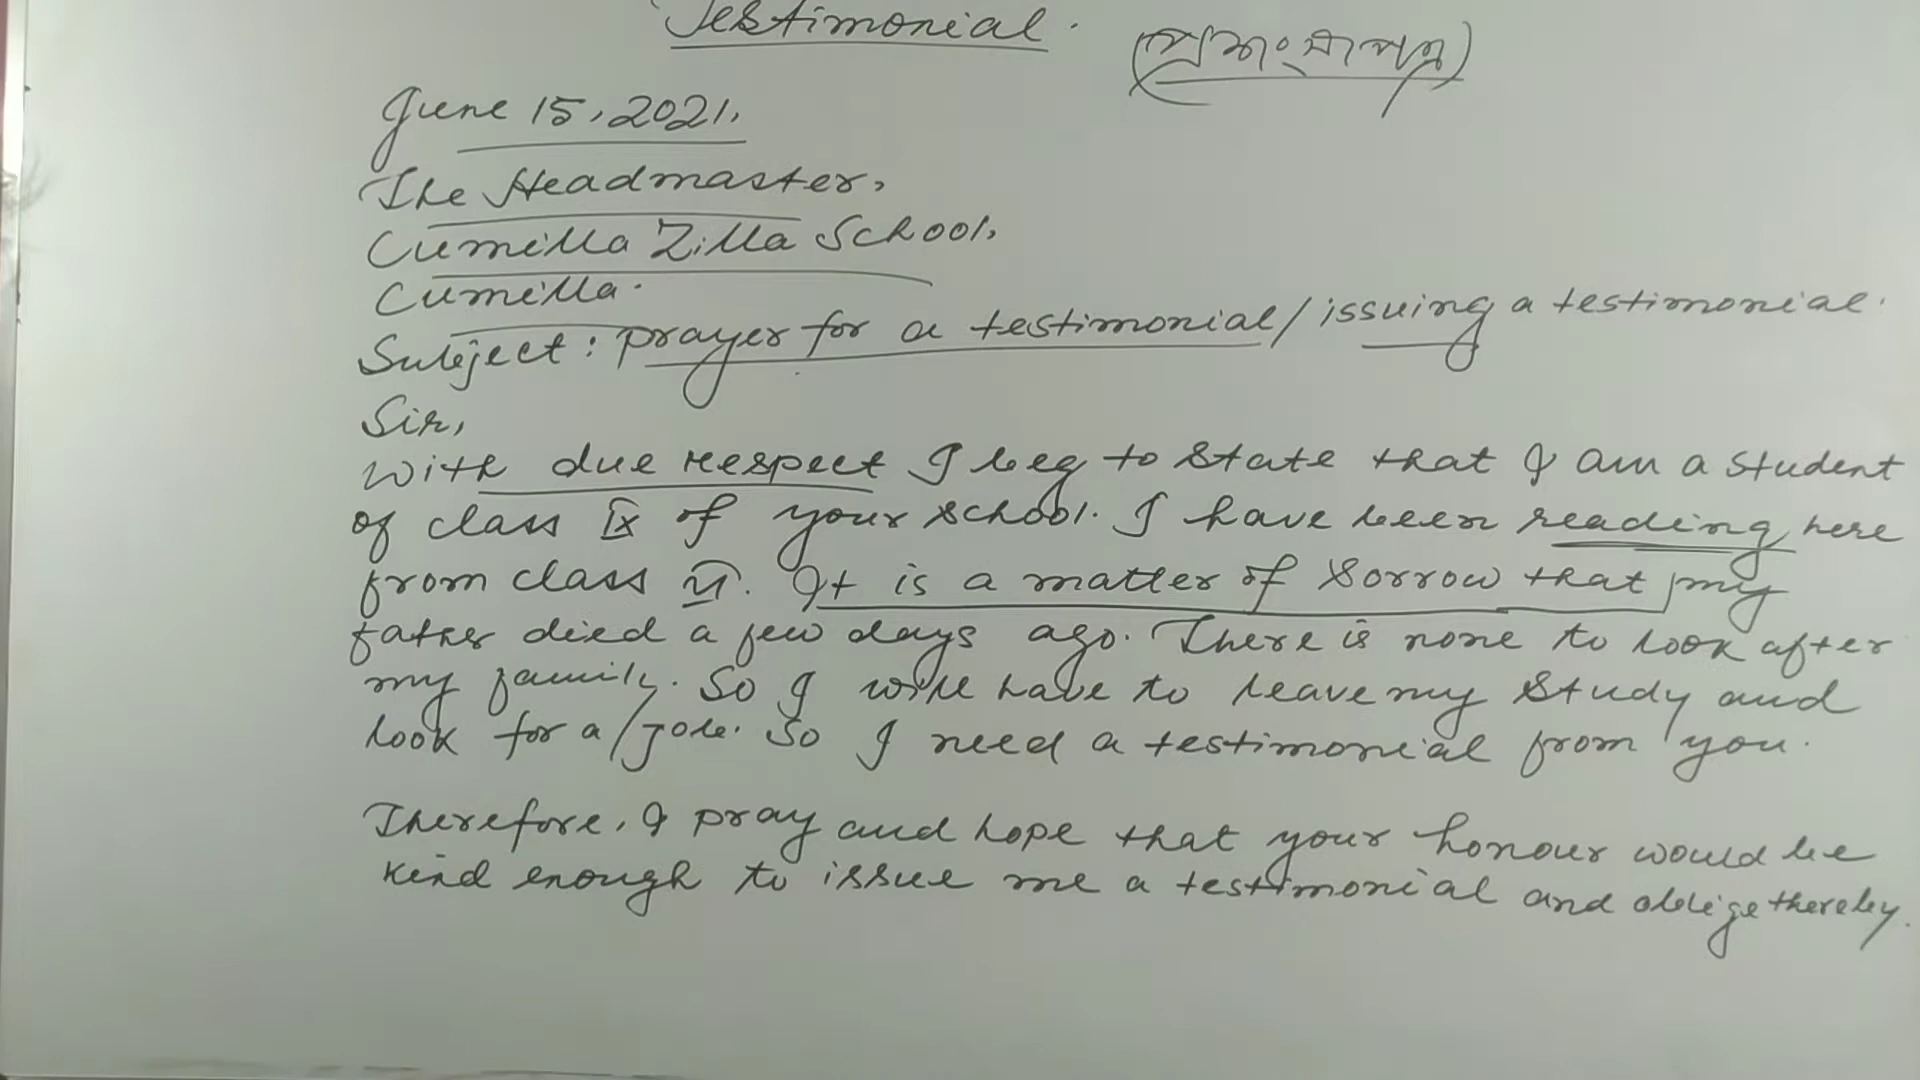 Testimonial.
(প্রশংসাপত্র)
June 15, 2021,
The Headmaster,
Cumilla Zilla School,
Cumilla.
Subject: prayer for a testimonial/issuing a testimonial.
Sir,
With due respect I beg to state that I am a student
of class IX of your school. I have been reading here
from class VI. It is a matter of sorrow that my
father died a few days ago. There is none to look after
my family. So I will have to leave my study and
look for a/job. So I need a testimonial from you.
Therefore, I pray and hope that your honour would be
kind enough to issue me a testimonial and oblige thereby.